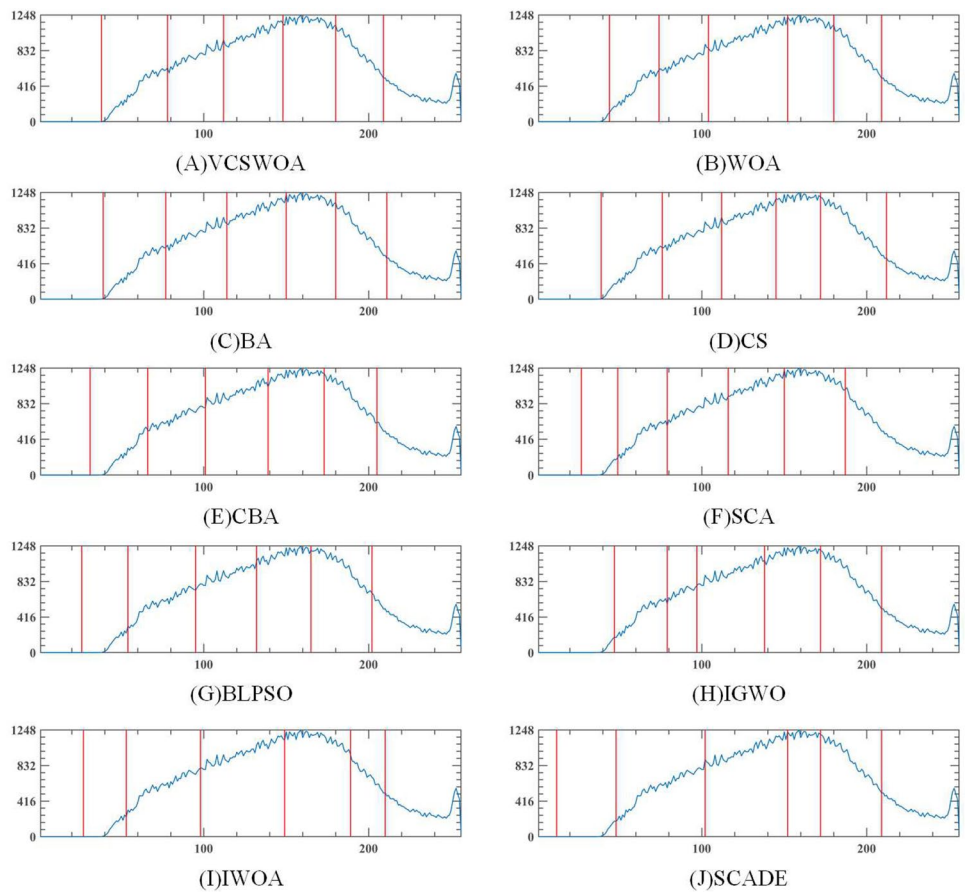 1248 1248
832 832
416 416
0 0
100 200 100 200
(A)VCSWOA (B)WOA
1248 1248
832 832
416 416
0 0
100 200 100 200
(C)BA (D)CS
1248 1248
832 832
416 416
0 0
100 200 100 200
(E)CBA (F)SCA
1248 1248
832 832
416 416
0 0
100 200 100 200
(G)BLPSO (H)IGWO
1248 1248
832 832
416 416
0 0
100 200 100 200
(I)IWOA (J)SCADE